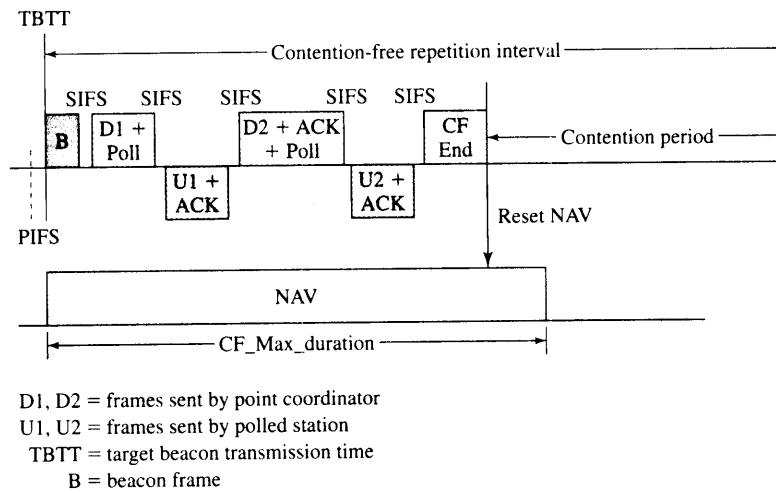 TBTT
Contention-free repetition interval
SIFS SIFS SIFS SIFS SIFS
B
D1 +
Poll
D2 + ACK
+ Poll
CF
End
Contention period
U1 +
ACK
U2 +
ACK
PIFS
Reset NAV
NAV
CF_Max_duration
D1, D2 = frames sent by point coordinator
U1, U2 = frames sent by polled station
TBTT = target beacon transmission time
B = beacon frame